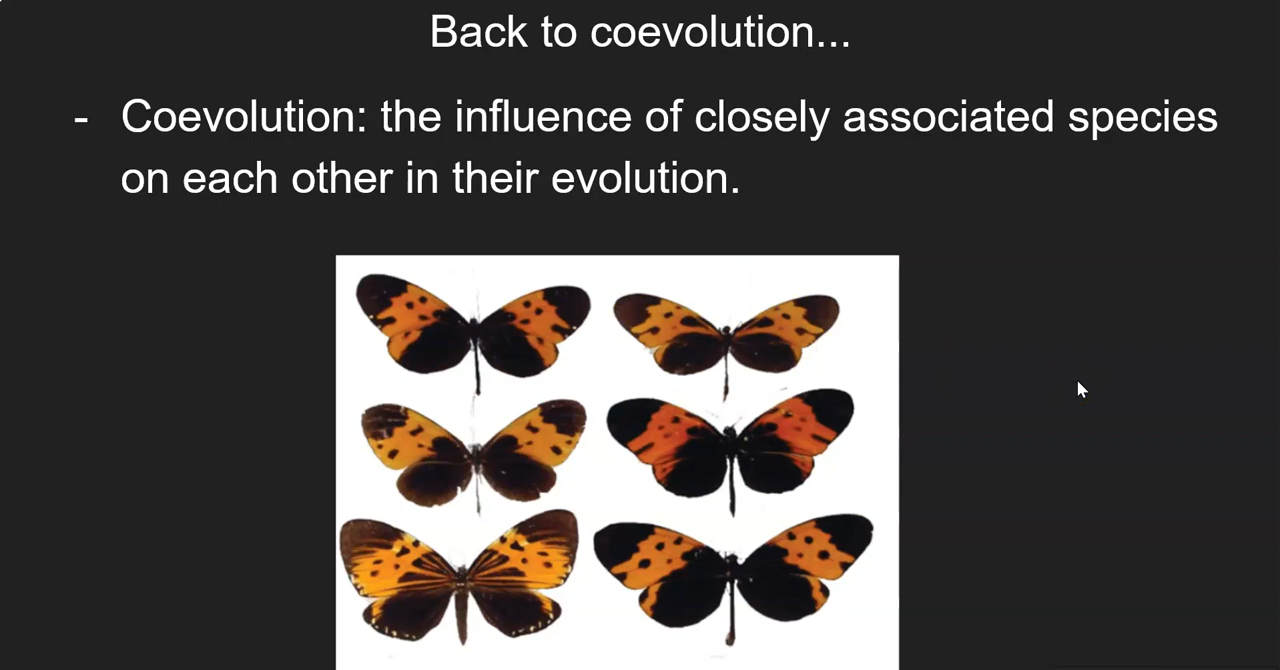 Back to coevolution...
- Coevolution: the influence of closely associated species
on each other in their evolution.